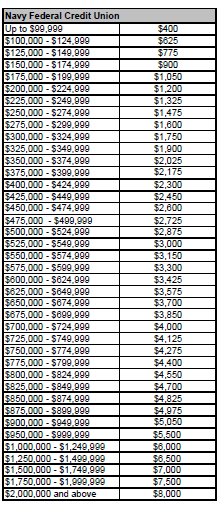 Navy Federal Credit Union
Up to $99,999 $400
$100,000 - $124,999 $625
$125,000 - $149,999 $775
$150,000 - $174,999 $900
$175,000 - $199,999 $1,050
$200,000 - $224,999 $1,200
$225,000 - $249,999 $1,325
$250,000 - $274,999 $1,475
$275,000 - $299,999 $1,600
$300,000 - $324,999 $1,750
$325,000 - $349,999 $1,900
$350,000 - $374,999 $2,025
$375,000 - $399,999 $2,175
$400,000 - $424,999 $2,300
$425,000 - $449,999 $2,450
$450,000 - $474,999 $2,600
$475,000 - $499,999 $2,725
$500,000 - $524,999 $2,875
$525,000 - $549,999 $3,000
$550,000 - $574,999 $3,150
$575,000 - $599,999 $3,300
$600,000 - $624,999 $3,425
$625,000 - $649,999 $3,575
$650,000 - $674,999 $3,700
$675,000 - $699,999 $3,850
$700,000 - $724,999 $4,000
$725,000 - $749,999 $4,125
$750,000 - $774,999 $4,275
$775,000 - $799,999 $4,400
$800,000 - $824,999 $4,550
$825,000 - $849,999 $4,700
$850,000 - $874,999 $4,825
$875,000 - $899,999 $4,975
$900,000 - $949,999 $5,050
$950,000 - $999,999 $5,500
$1,000,000 - $1,249,999 $6,000
$1,250,000 - $1,499,999 $6,500
$1,500,000 - $1,749,999 $7,000
$1,750,000 - $1,999,999 $7,500
$2,000,000 and above $8,000